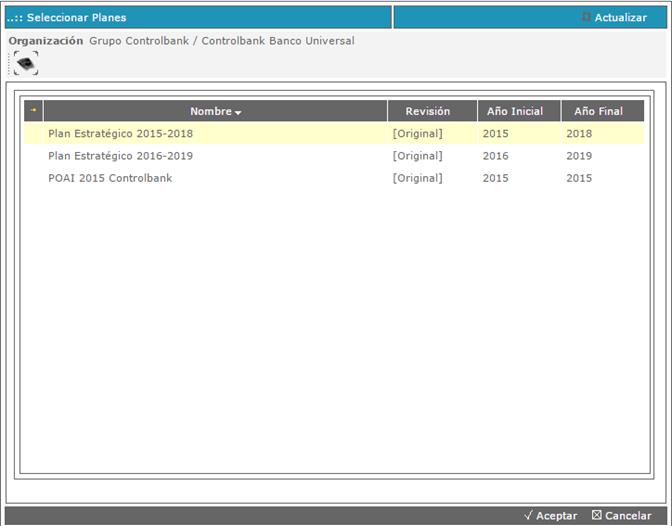 ..:: Seleccionar Planes Actualizar
Organización Grupo Controlbank / Controlbank Banco Universal
Nombre Revisión Año Inicial Año Final
Plan Estratégico 2015-2018 [Original] 2015 2018
Plan Estratégico 2016-2019 [Original] 2016 2019
POAI 2015 Controlbank [Original] 2015 2015
Aceptar Cancelar